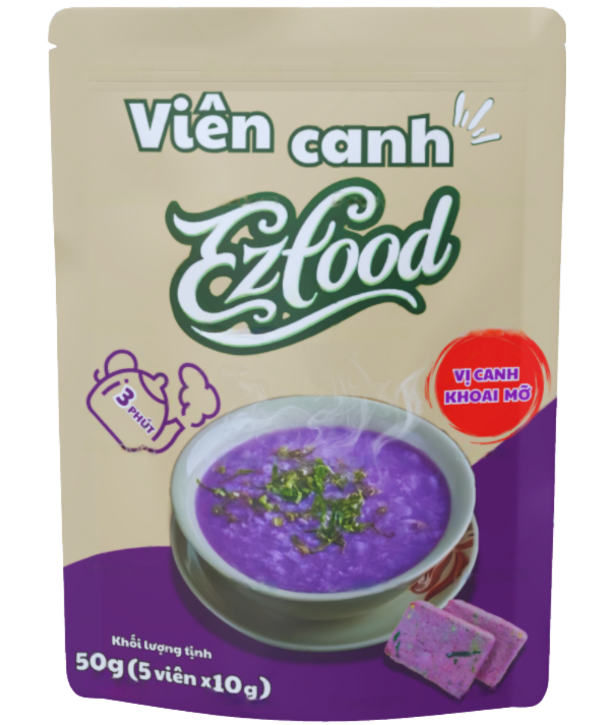 Viên canh
Ezfood
VỊ CANH
KHOAI MỠ
3
PHÚT
Khối lượng tịnh
50g (5 viên x10g)